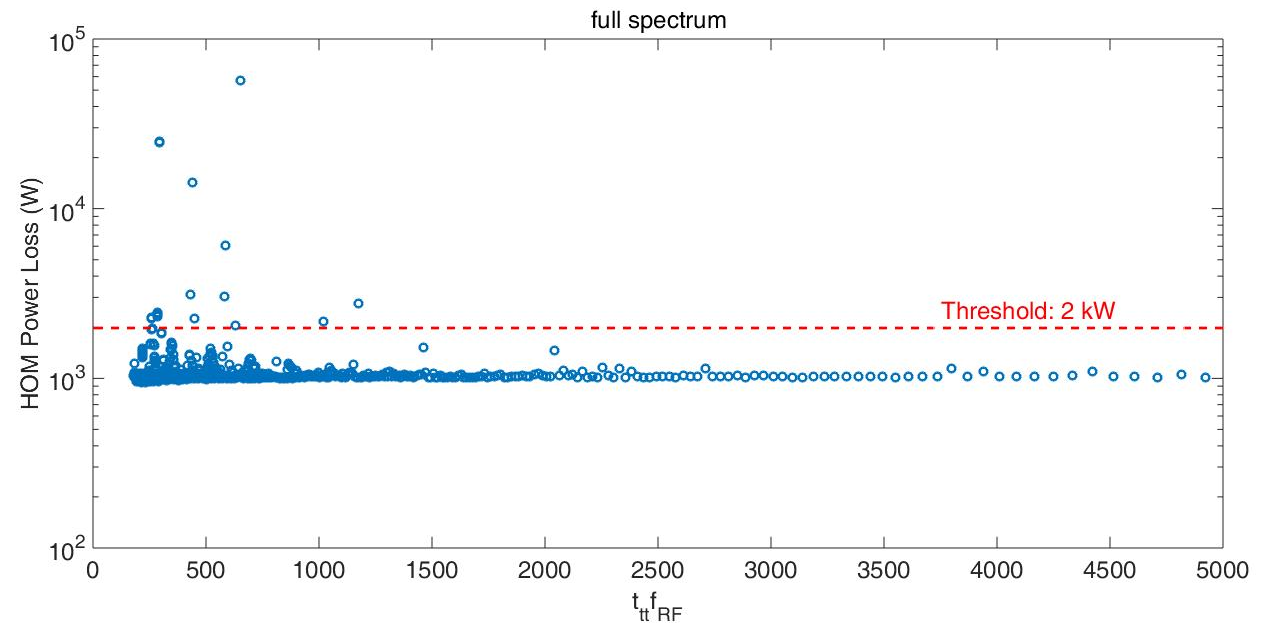 full spectrum
10^5
10^4
10^3
10^2
HOM Power Loss (W)
Threshold: 2 kW
0 500 1000 1500 2000 2500 3000 3500 4000 4500 5000
t_tt f_RF